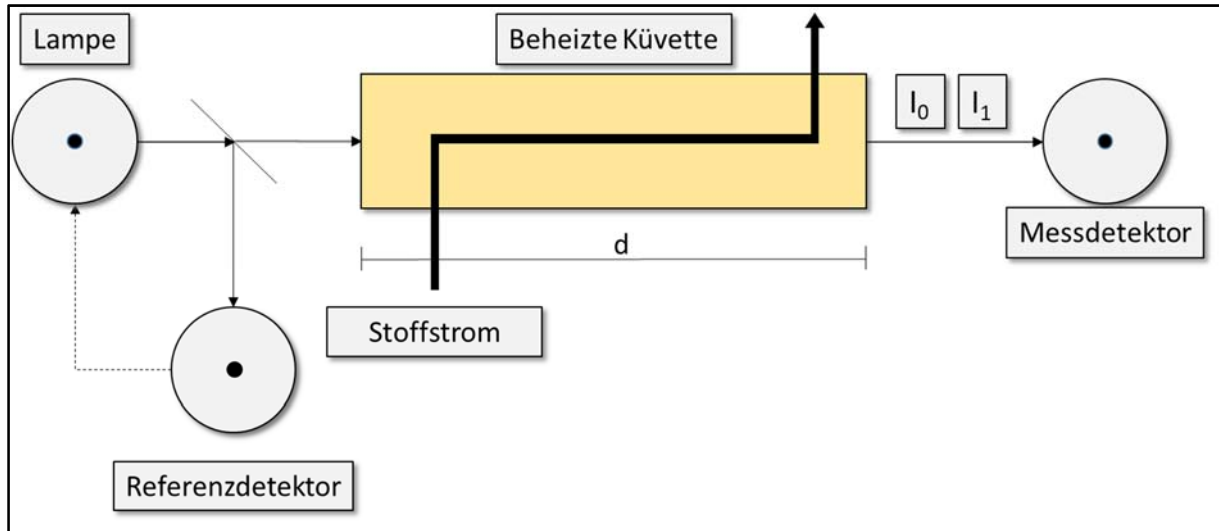 Lampe
Beheizte Küvette
I₀
I₁
Messdetektor
d
Stoffstrom
Referenzdetektor